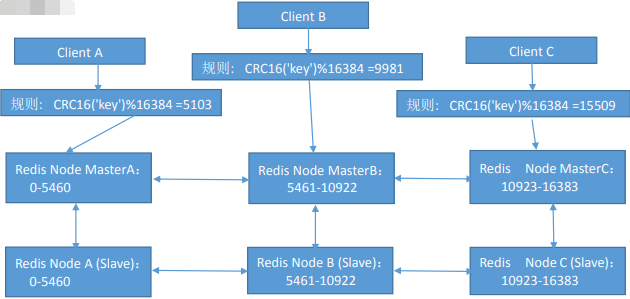 Client B
Client A
Client C
规则： CRC16('key')%16384 =9981
规则： CRC16('key')%16384 =5103
规则： CRC16('key')%16384 =15509
Redis Node MasterA：
0-5460
Redis Node MasterB：
5461-10922
Redis Node MasterC：
10923-16383
Redis Node A (Slave)：
0-5460
Redis Node B (Slave)：
5461-10922
Redis Node C (Slave)：
10923-16383